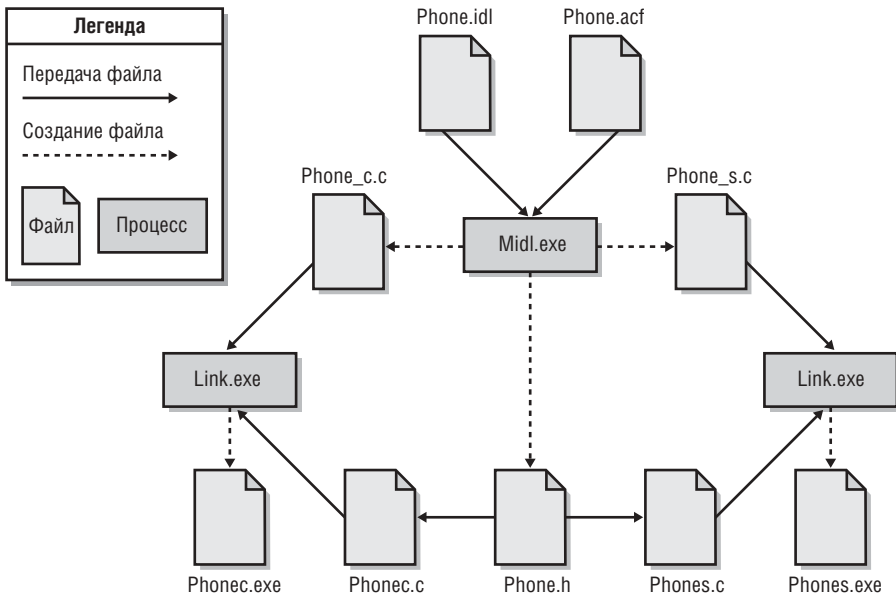 Легенда
Передача файла
Создание файла
Файл
Процесс
Phone.idl
Phone.acf
Phone_c.c
Phone_s.c
Midl.exe
Link.exe
Link.exe
Phonec.exe
Phonec.c
Phone.h
Phones.c
Phones.exe